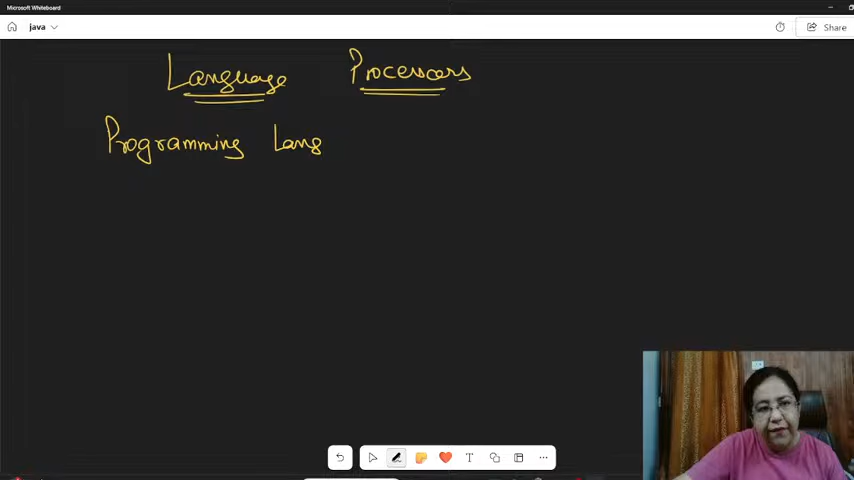 Microsoft Whiteboard
java
Share
Language Processors
Programming Lang
T